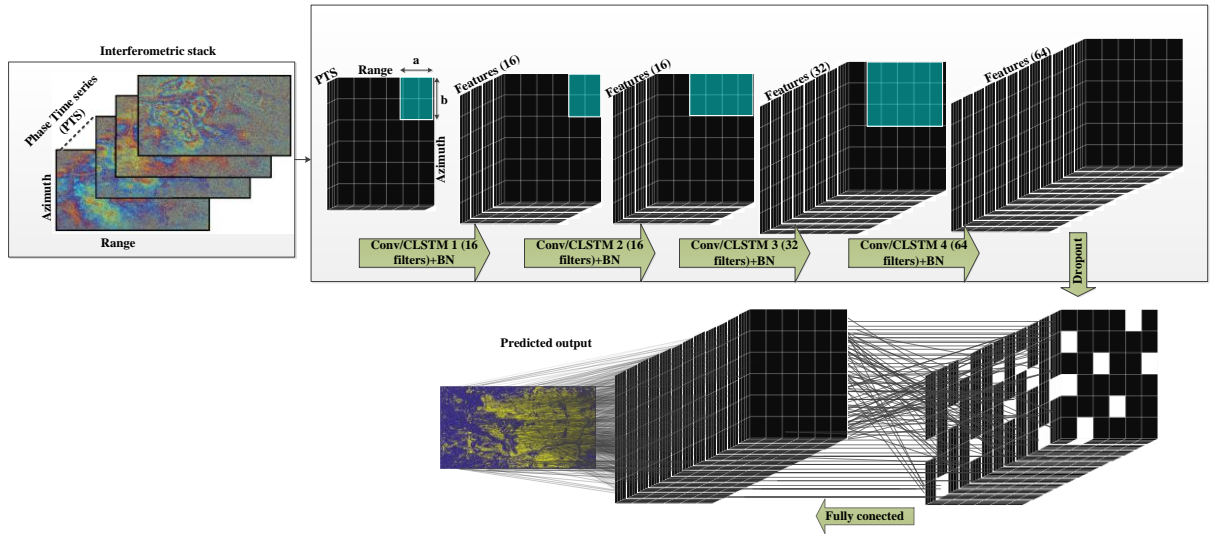 Interferometric stack
Phase Time series
(PTS)
Azimuth
Range
PTS
Range
a
b
Azimuth
Features (16)
Features (16)
Features (32)
Features (64)
Conv/CLSTM 1 (16
filters)+BN
Conv/CLSTM 2 (16
filters)+BN
Conv/CLSTM 3 (32
filters)+BN
Conv/CLSTM 4 (64
filters)+BN
Dropout
Predicted output
Fully conected